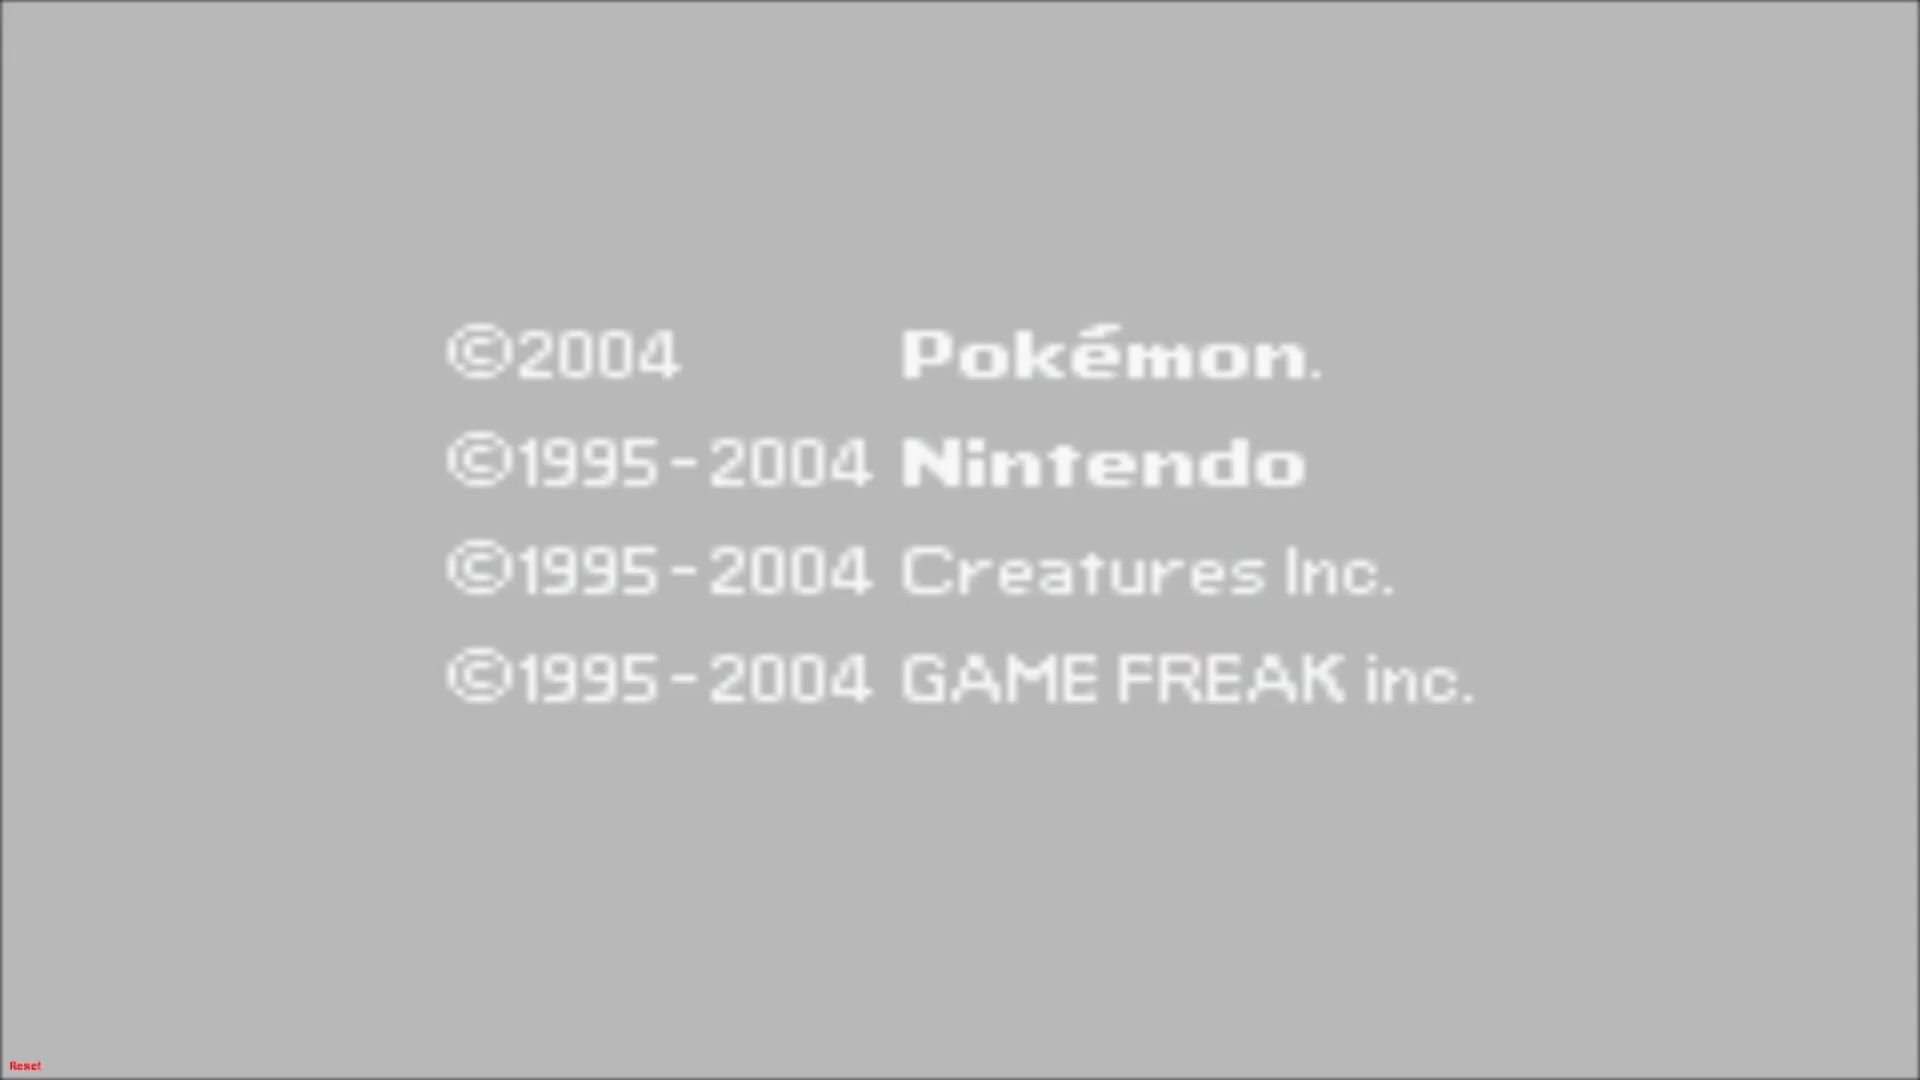 ©2004 Pokémon.
©1995-2004 Nintendo
©1995-2004 Creatures Inc.
©1995-2004 GAME FREAK inc.
Reset